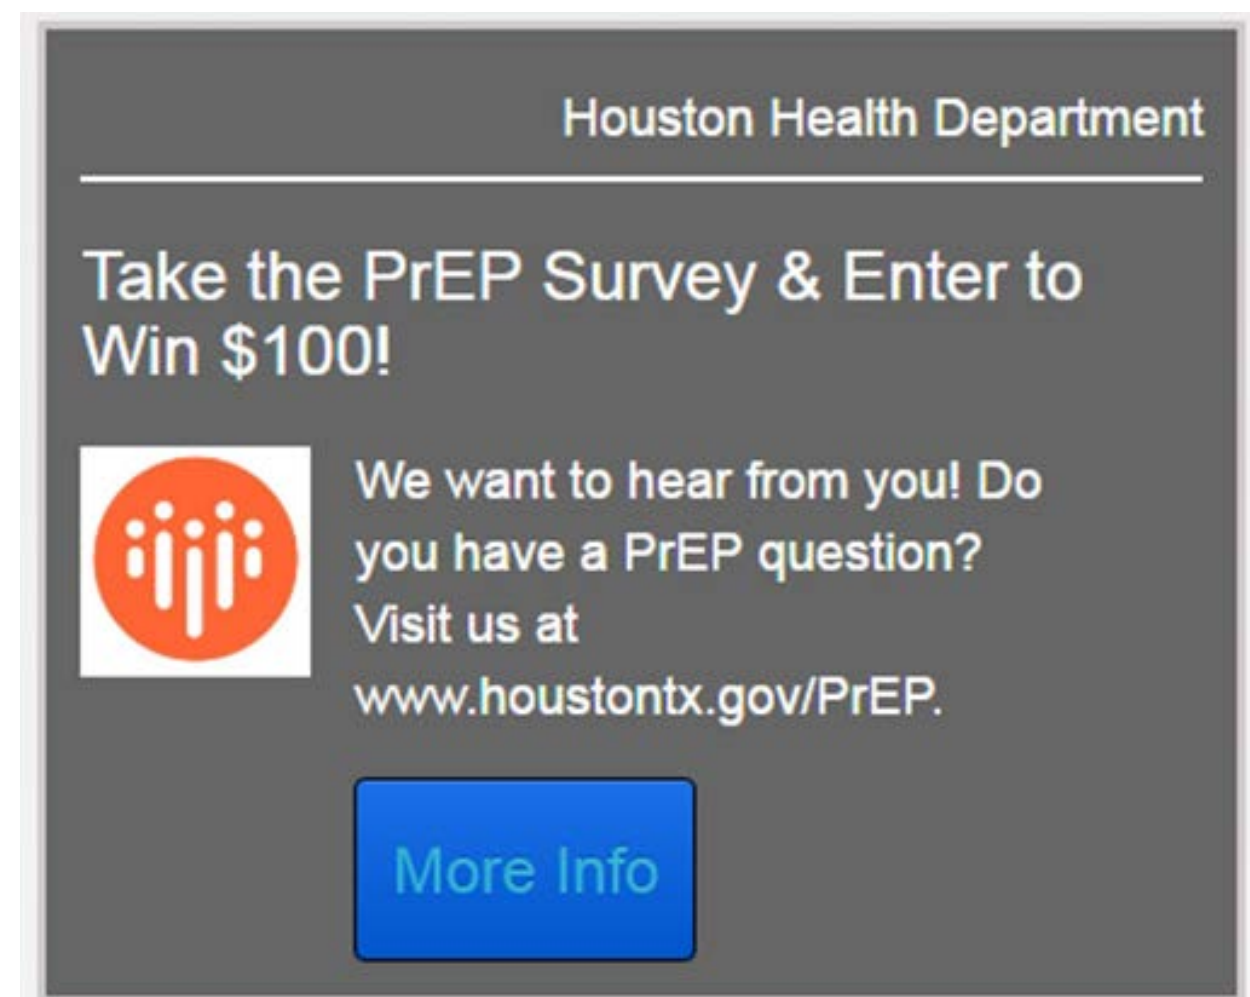 Houston Health Department
Take the PrEP Survey & Enter to
Win $100!
We want to hear from you! Do
you have a PrEP question?
Visit us at
www.houstontx.gov/PrEP.
More Info